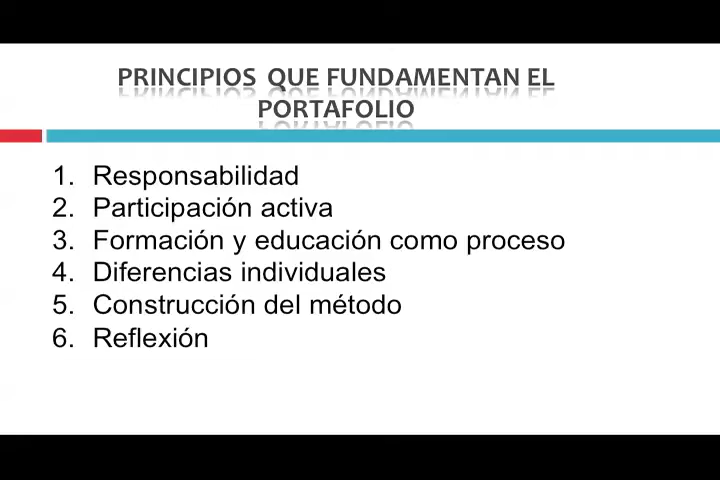 PRINCIPIOS QUE FUNDAMENTAN EL
PORTAFOLIO
1. Responsabilidad
2. Participación activa
3. Formación y educación como proceso
4. Diferencias individuales
5. Construcción del método
6. Reflexión